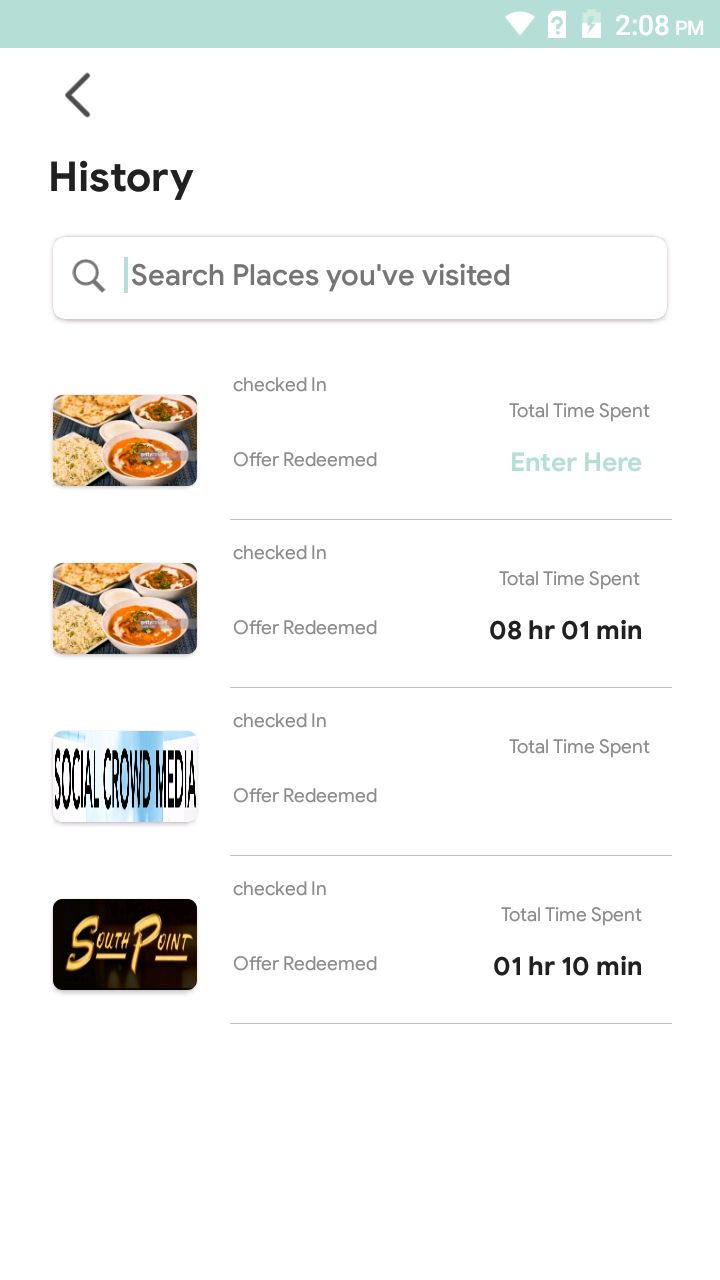 2:08 PM
History
Search Places you've visited
checked In
Total Time Spent
Offer Redeemed
Enter Here
checked In
Total Time Spent
Offer Redeemed
08 hr 01 min
SOCIAL CROWD MEDIA
checked In
Total Time Spent
Offer Redeemed
SOUTH POINT
checked In
Total Time Spent
Offer Redeemed
01 hr 10 min